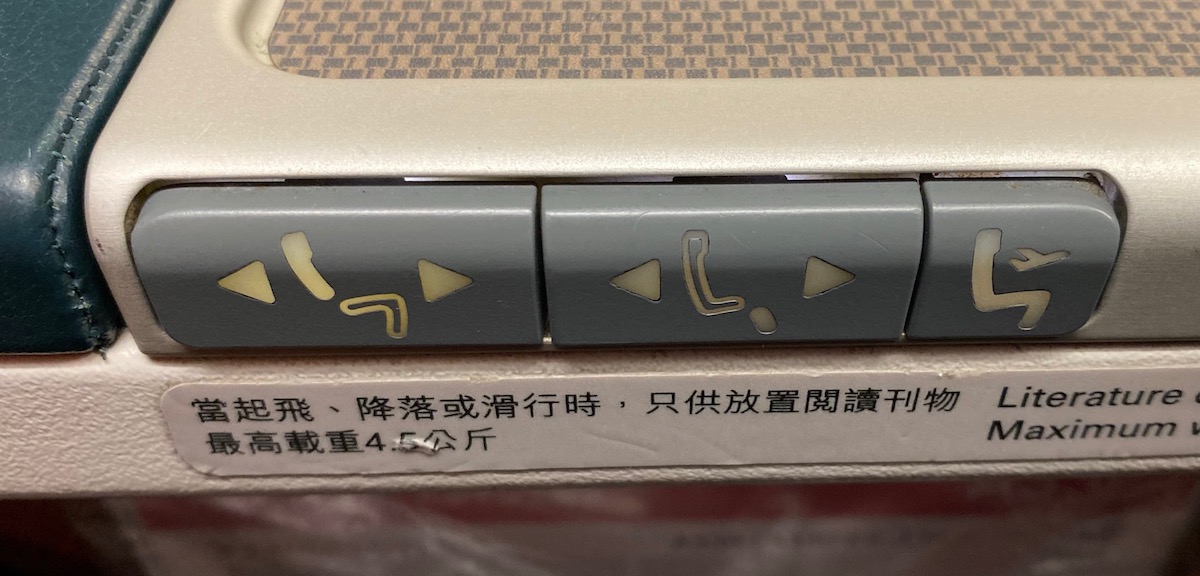 當起飛、降落或滑行時，只供放置閱讀刊物
最高載重4.5公斤
Literature
Maximum